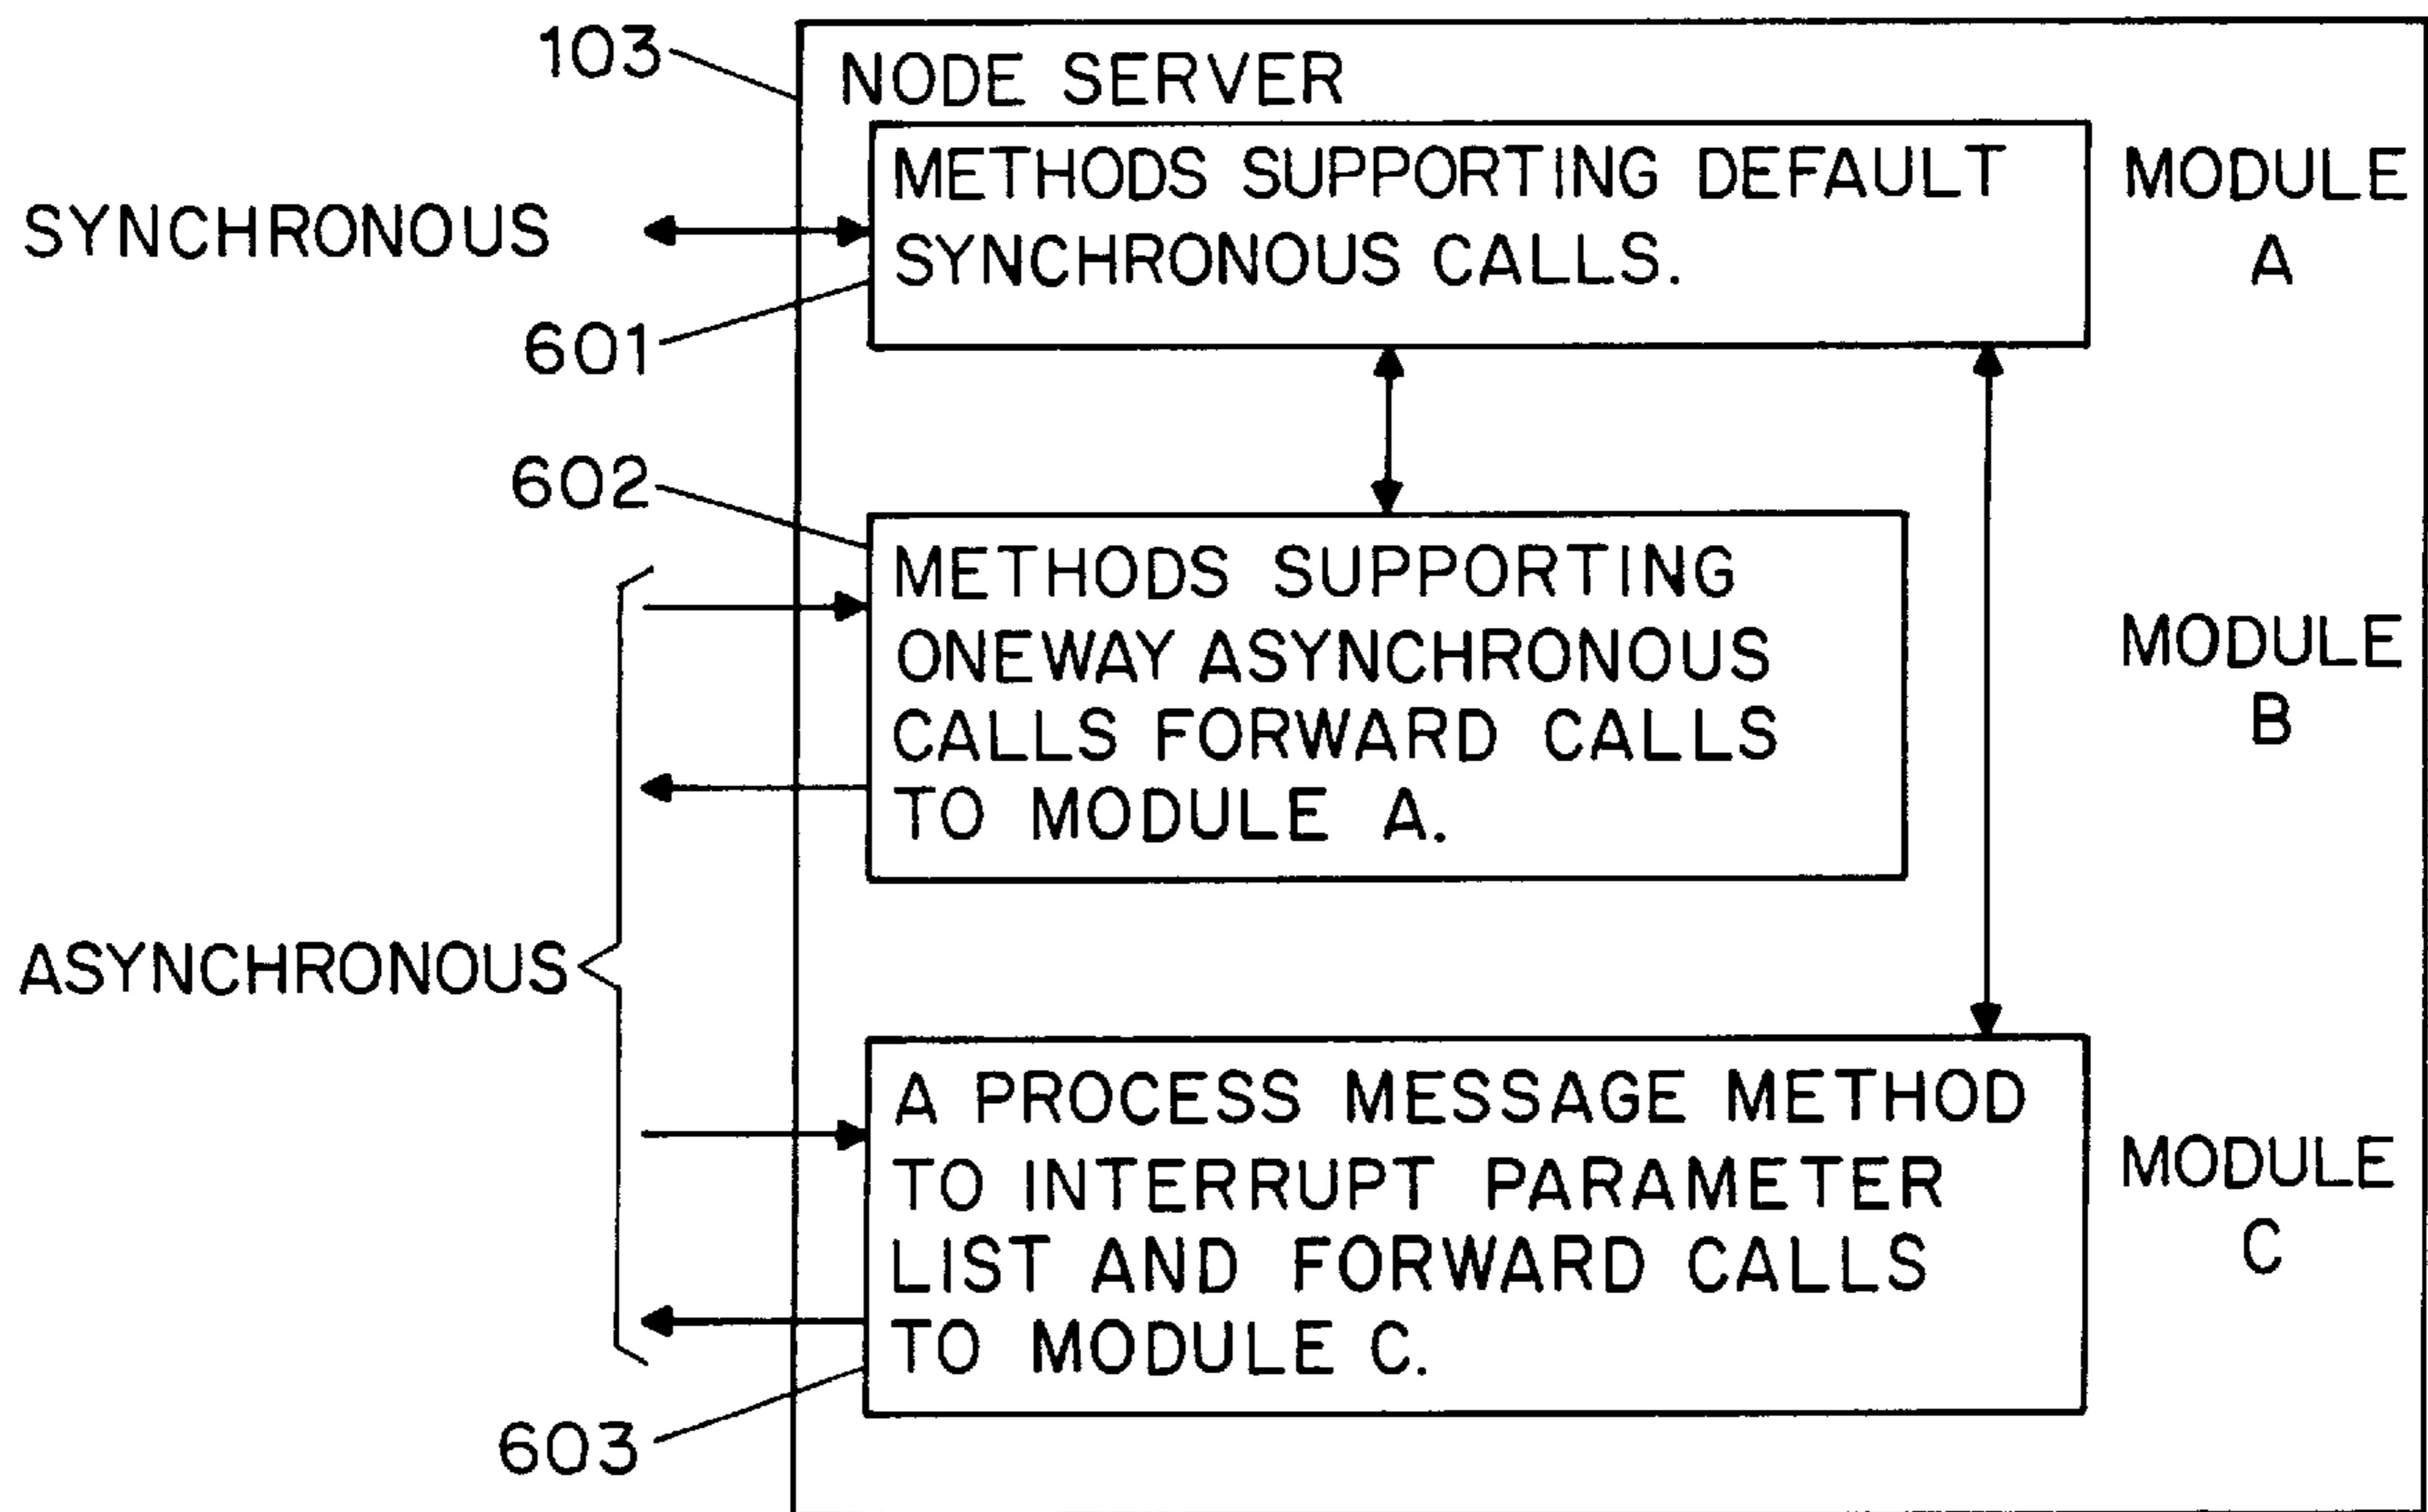 103
NODE SERVER
METHODS SUPPORTING DEFAULT
SYNCHRONOUS CALLS.
MODULE
A
SYNCHRONOUS
601
602
METHODS SUPPORTING
ONEWAY ASYNCHRONOUS
CALLS FORWARD CALLS
TO MODULE A.
MODULE
B
ASYNCHRONOUS
A PROCESS MESSAGE METHOD
TO INTERRUPT PARAMETER
LIST AND FORWARD CALLS
TO MODULE C.
MODULE
C
603